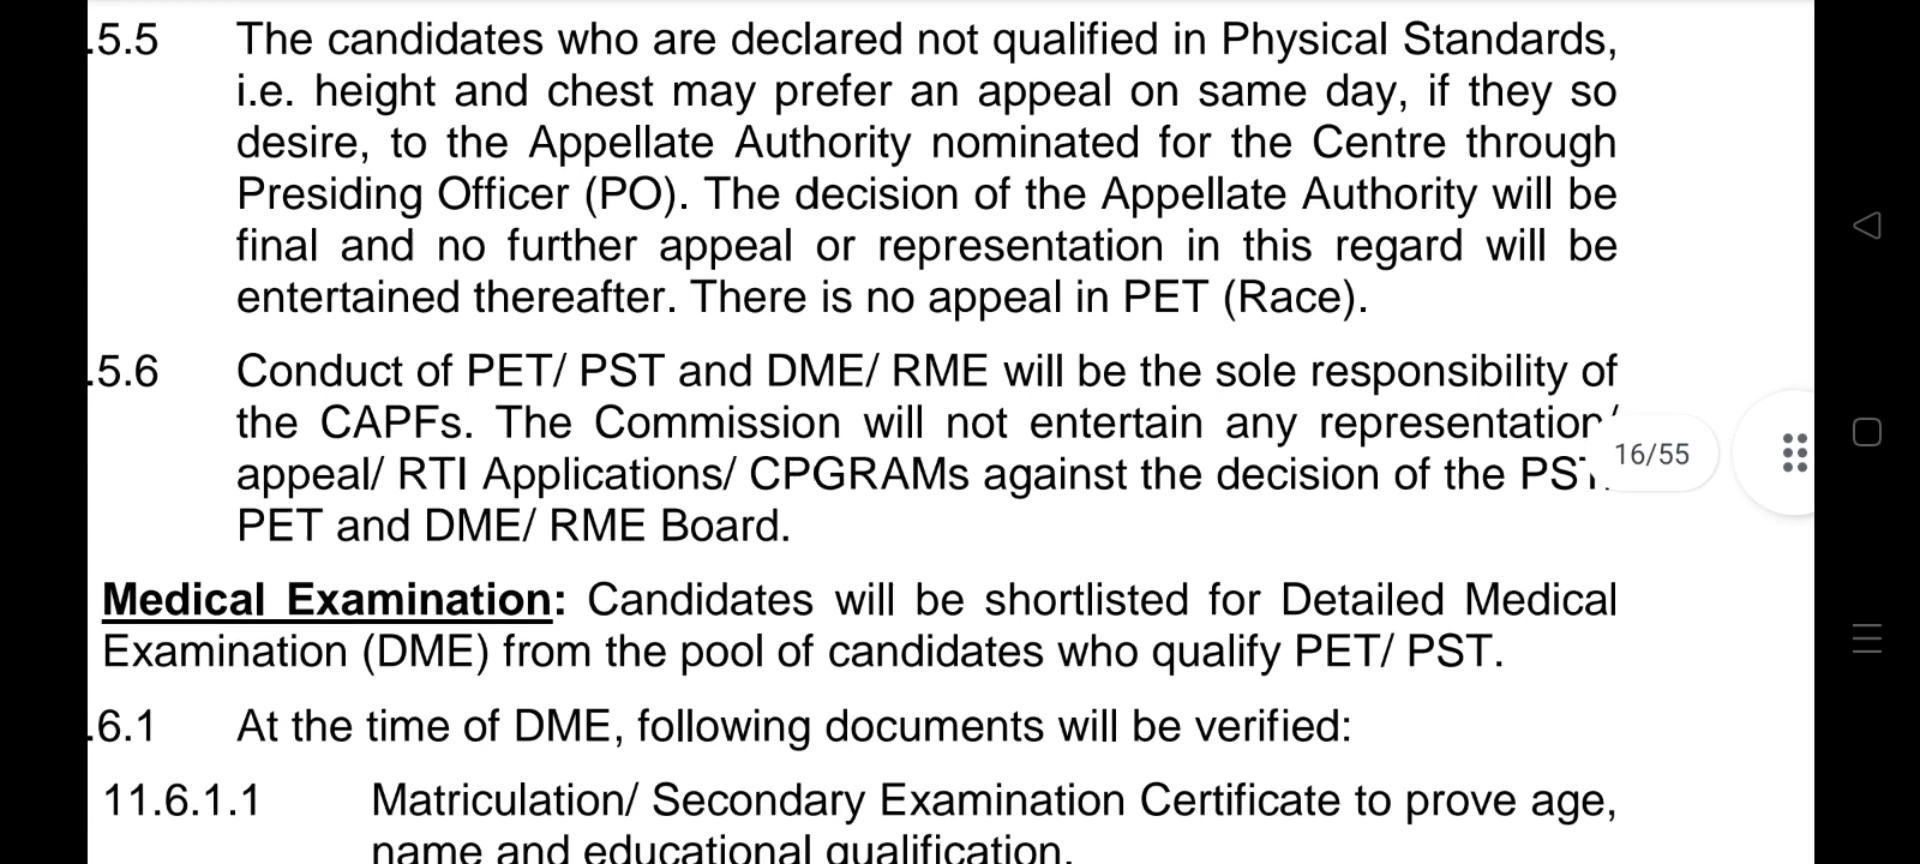 .5.5 The candidates who are declared not qualified in Physical Standards,
i.e. height and chest may prefer an appeal on same day, if they so
desire, to the Appellate Authority nominated for the Centre through
Presiding Officer (PO). The decision of the Appellate Authority will be
final and no further appeal or representation in this regard will be
entertained thereafter. There is no appeal in PET (Race).
.5.6 Conduct of PET/ PST and DME/ RME will be the sole responsibility of
the CAPFs. The Commission will not entertain any representation/
appeal/ RTI Applications/ CPGRAMs against the decision of the
PET and DME/ RME Board.
16/55
Medical Examination: Candidates will be shortlisted for Detailed Medical
Examination (DME) from the pool of candidates who qualify PET/ PST.
.6.1 At the time of DME, following documents will be verified:
11.6.1.1 Matriculation/ Secondary Examination Certificate to prove age,
name and educational qualification.